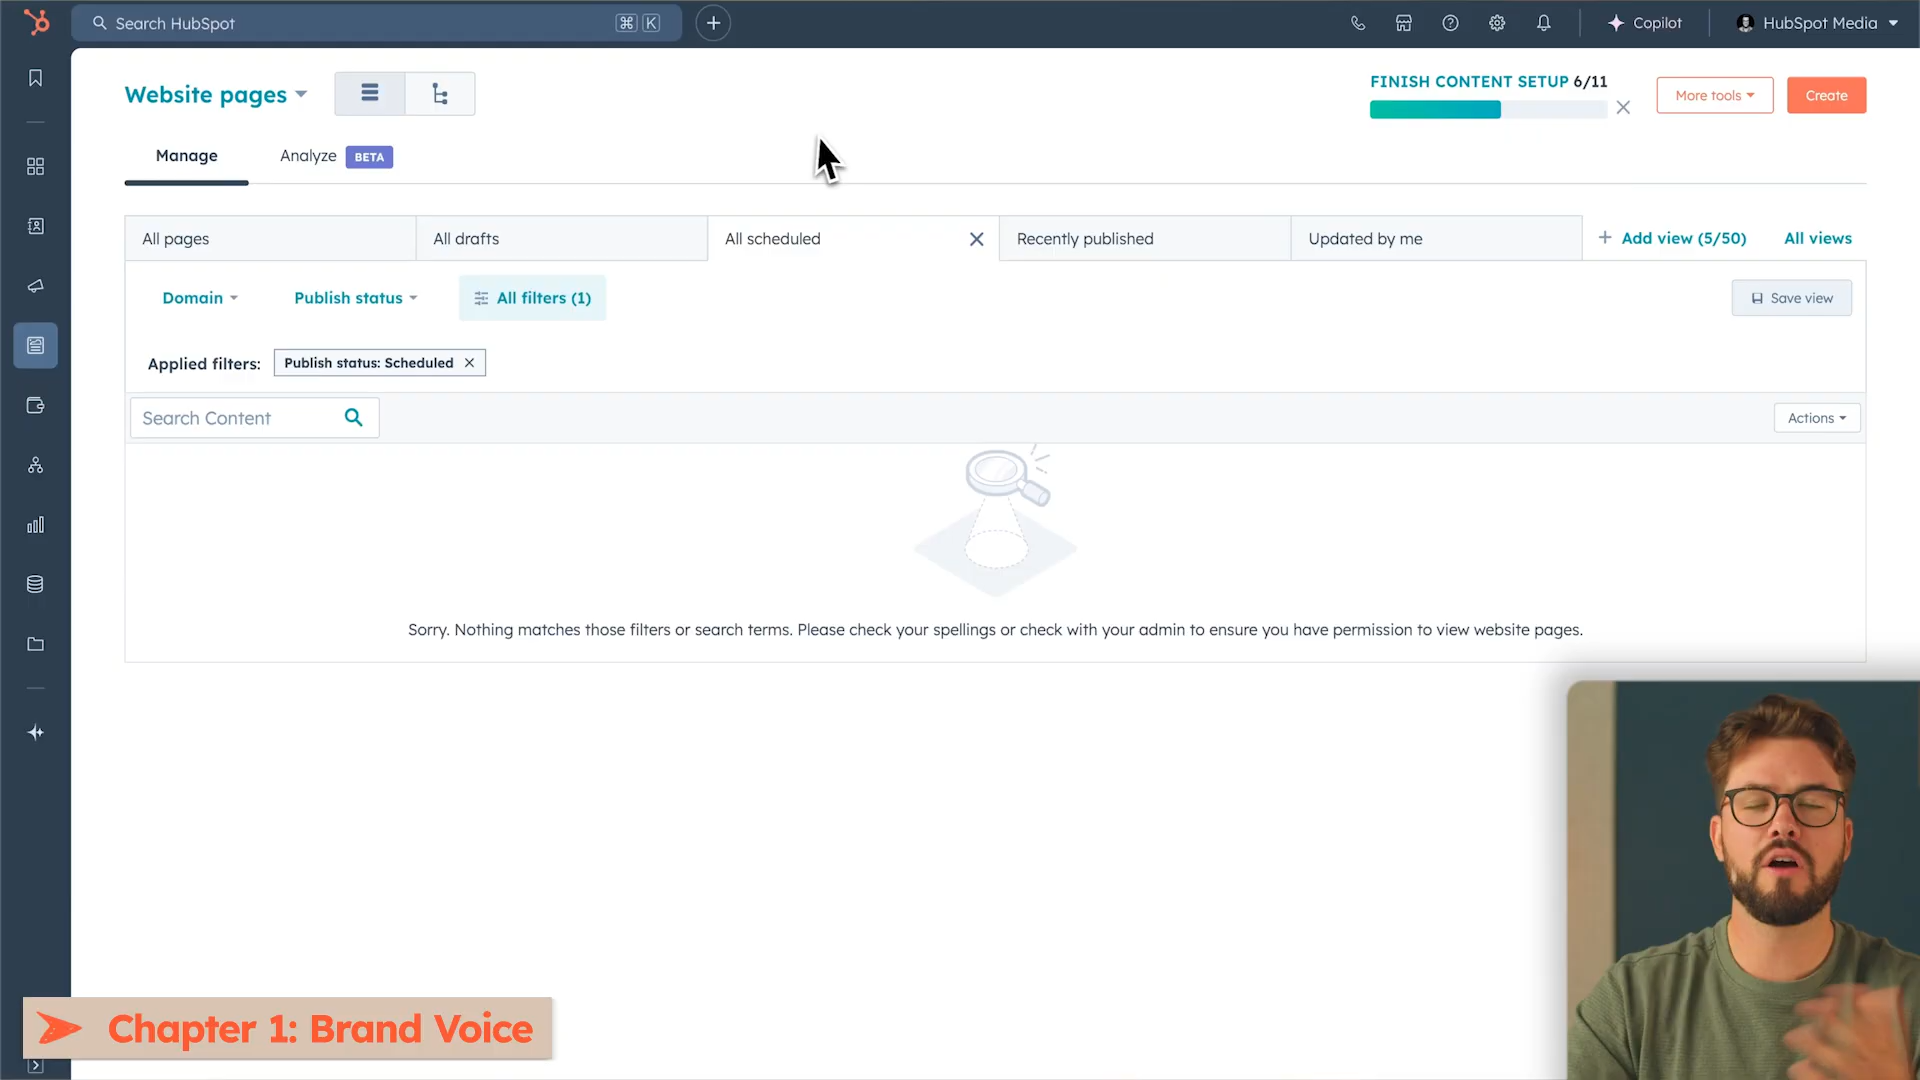 Search HubSpot
⌘ K
Copilot
HubSpot Media
Website pages
FINISH CONTENT SETUP 6/11
More tools
Create
Manage
Analyze BETA
All pages
All drafts
All scheduled
Recently published
Updated by me
+ Add view (5/50)
All views
Domain
Publish status
All filters (1)
Save view
Applied filters:
Publish status: Scheduled
Search Content
Actions
Sorry. Nothing matches those filters or search terms. Please check your spellings or check with your admin to ensure you have permission to view website pages.
Chapter 1: Brand Voice